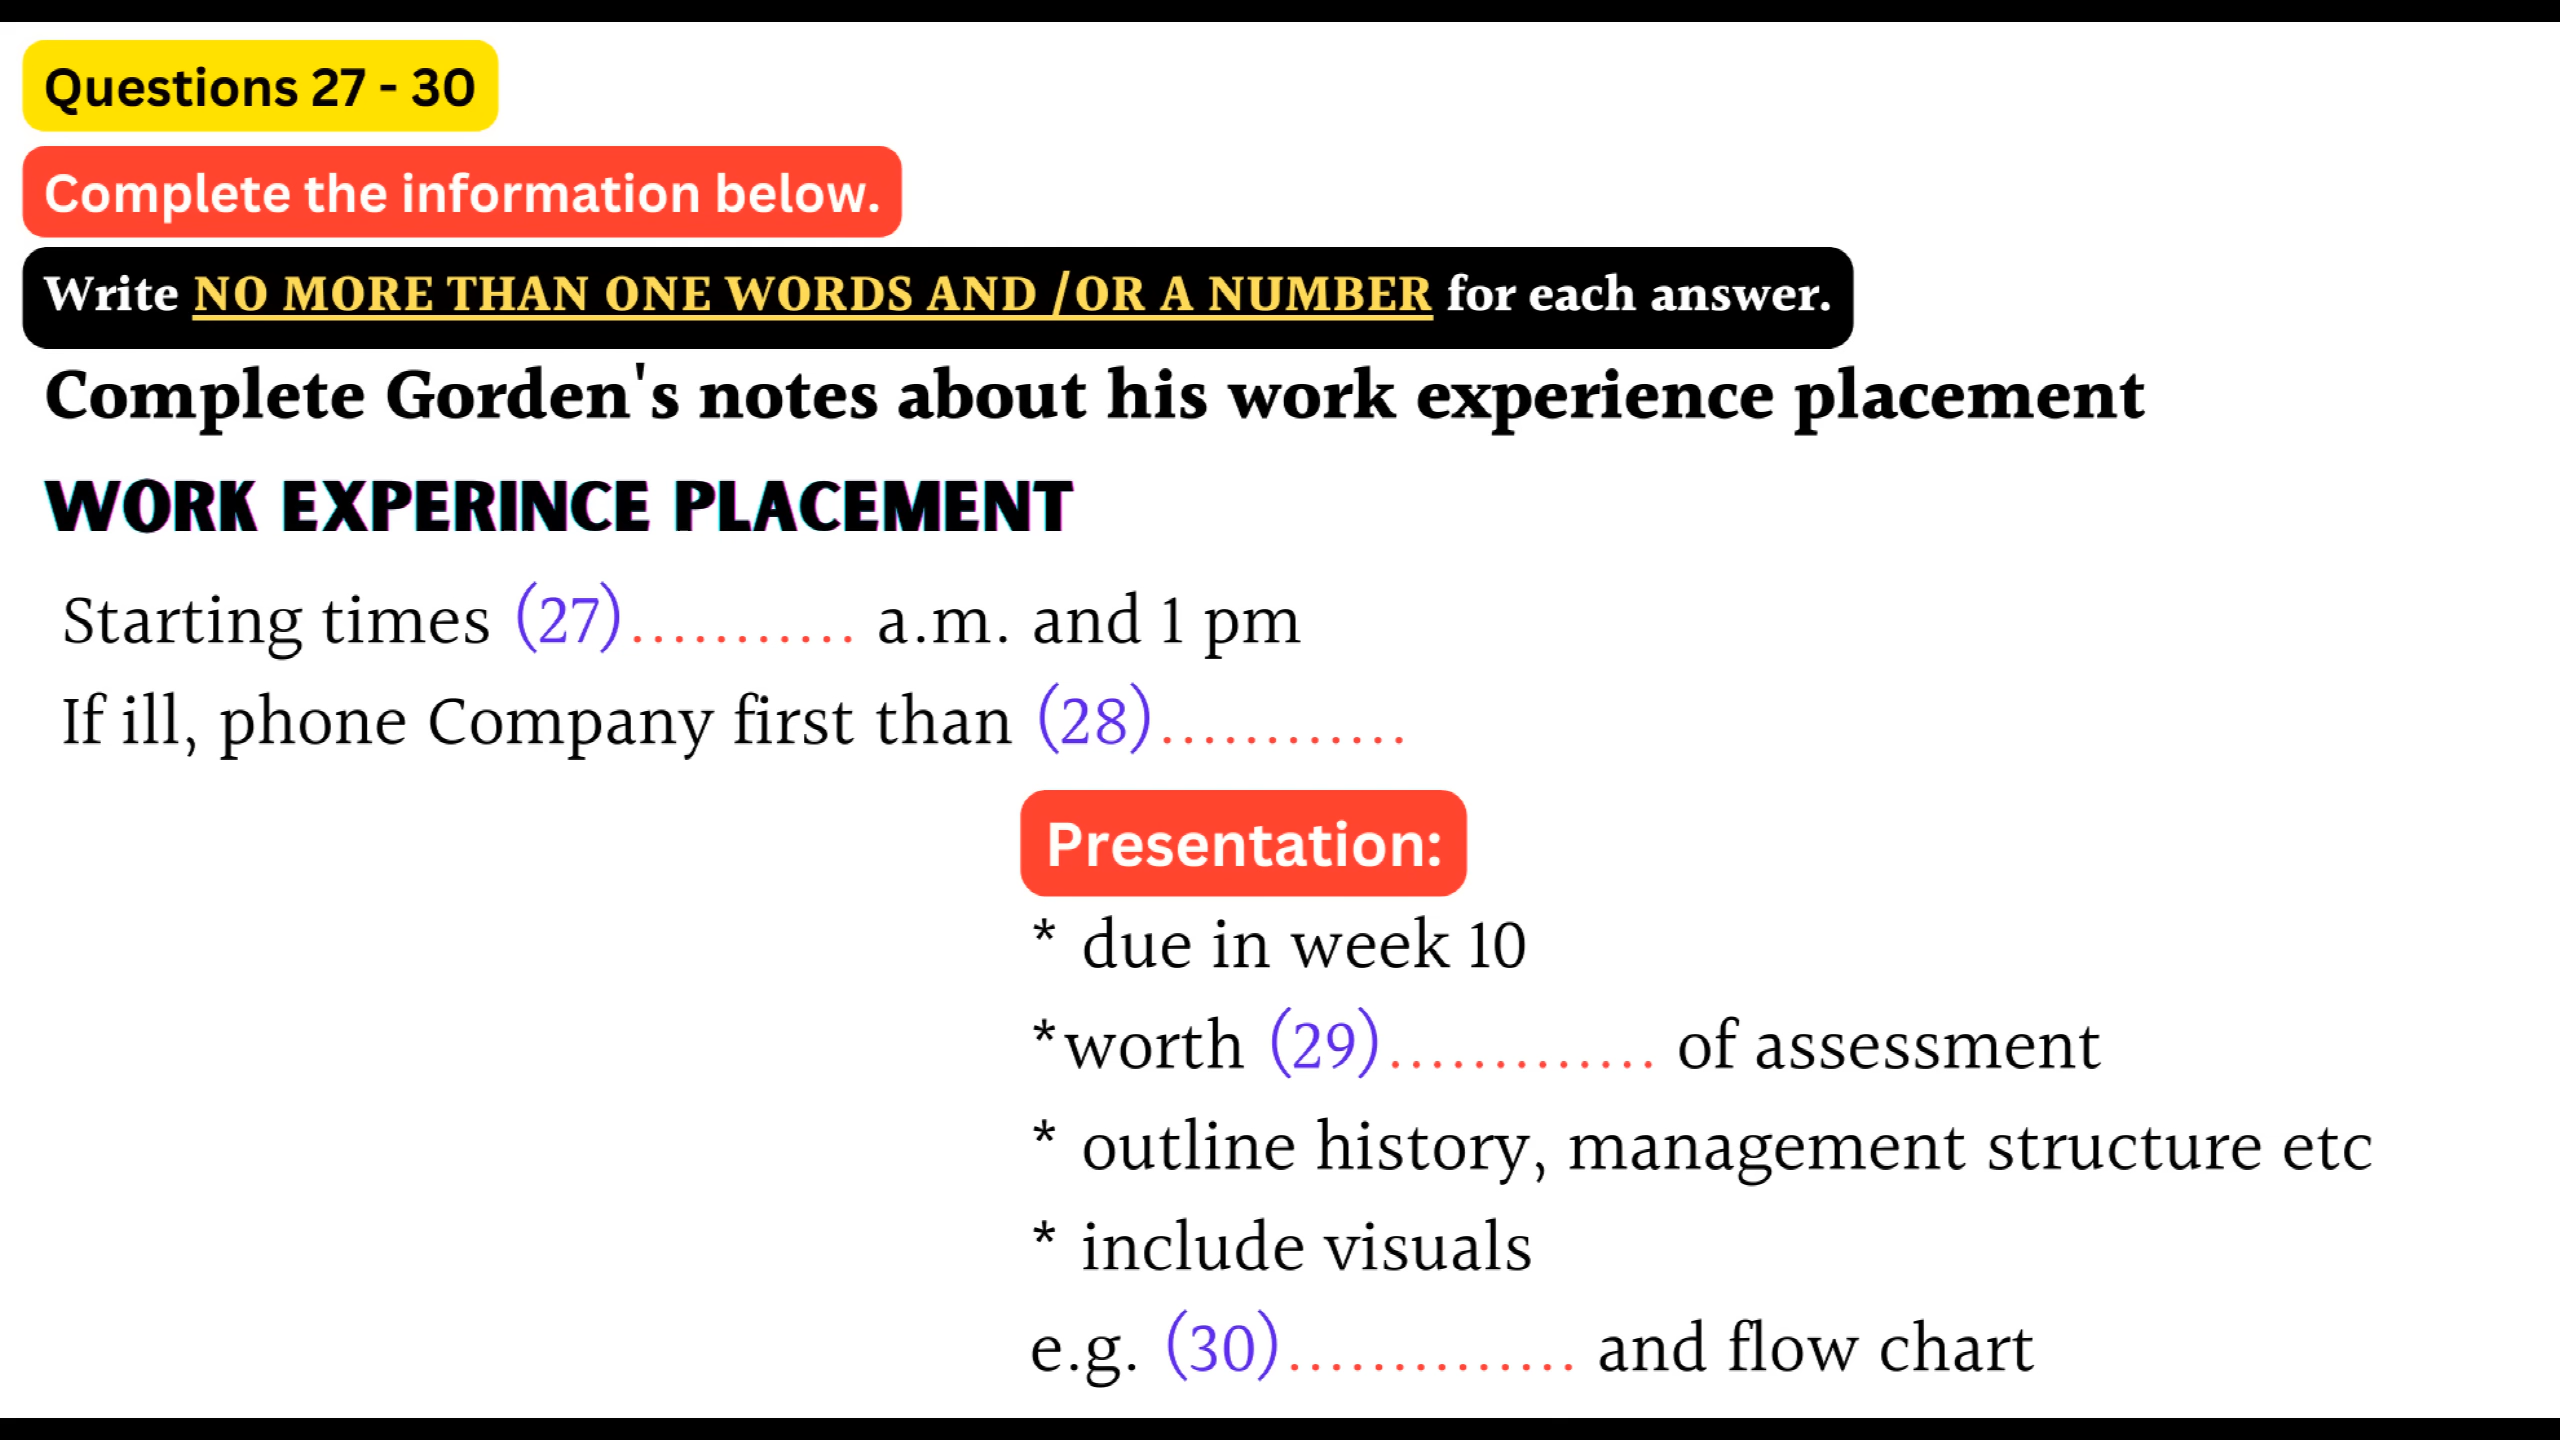 Questions 27 - 30
Complete the information below.
Write NO MORE THAN ONE WORDS AND /OR A NUMBER for each answer.
Complete Gorden's notes about his work experience placement
WORK EXPERINCE PLACEMENT
Starting times (27)........... a.m. and 1 pm
If ill, phone Company first than (28)............
Presentation:
* due in week 10
*worth (29)............. of assessment
* outline history, management structure etc
* include visuals
e.g. (30).............. and flow chart